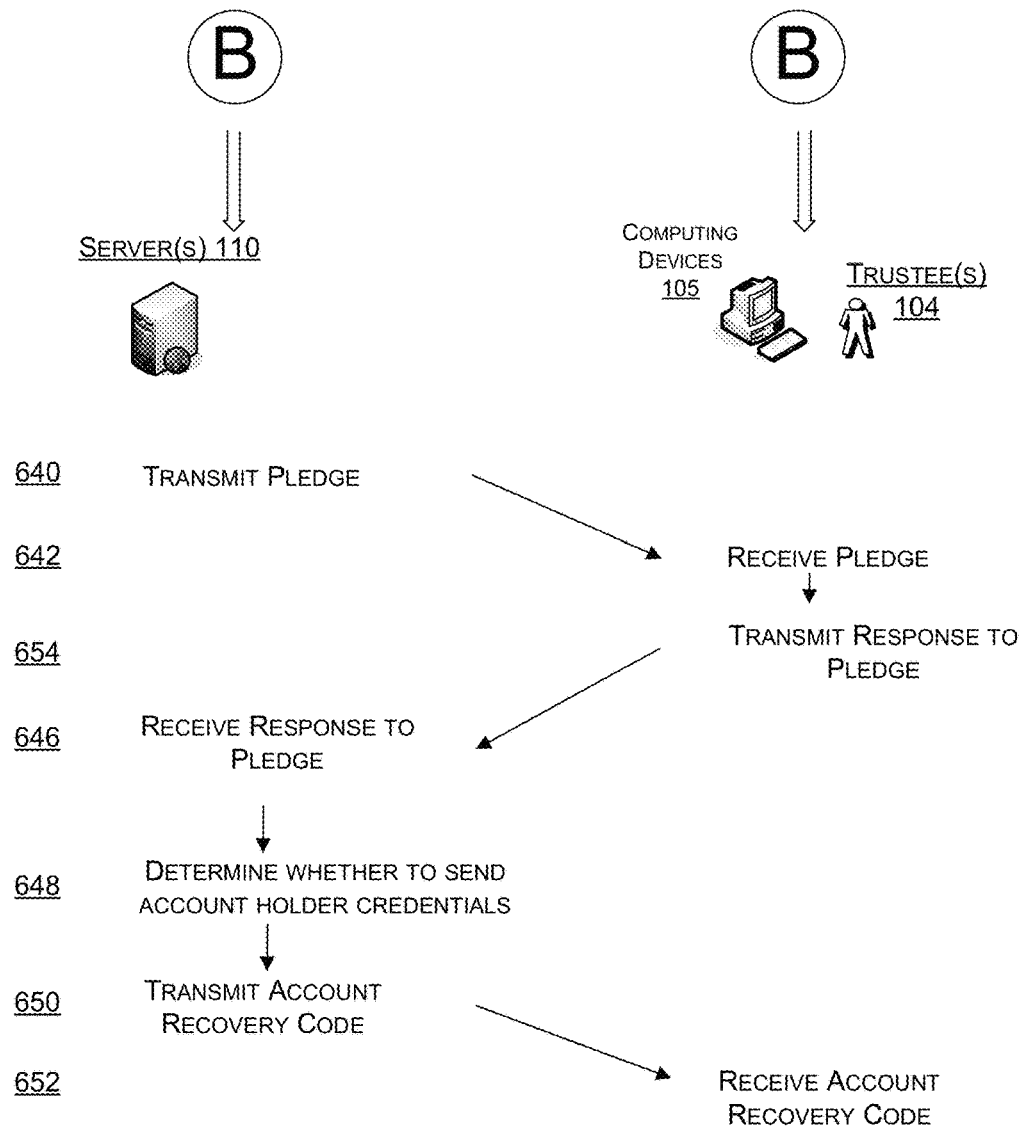 B B
SERVER(S) 110
COMPUTING
DEVICES
105
TRUSTEE(S)
104
640 TRANSMIT PLEDGE
642 RECEIVE PLEDGE
654 TRANSMIT RESPONSE TO
PLEDGE
646 RECEIVE RESPONSE TO
PLEDGE
648 DETERMINE WHETHER TO SEND
ACCOUNT HOLDER CREDENTIALS
650 TRANSMIT ACCOUNT
RECOVERY CODE
652 RECEIVE ACCOUNT
RECOVERY CODE